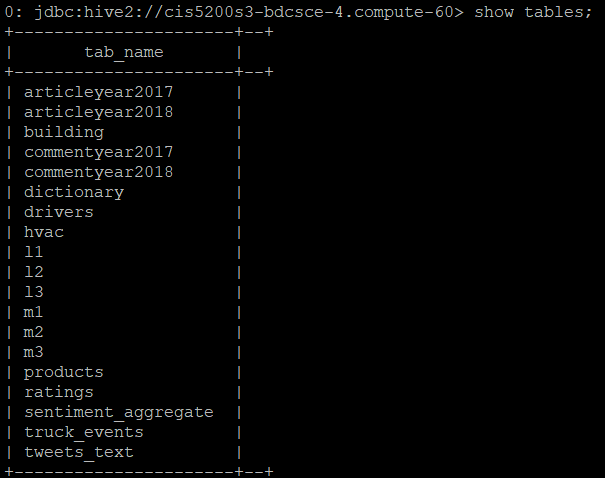 0: jdbc:hive2://cis5200s3-bdcsce-4.compute-60> show tables;
+----------------------+--+
|       tab_name       |
+----------------------+--+
| articleyear2017      |
| articleyear2018      |
| building             |
| commentyear2017      |
| commentyear2018      |
| dictionary           |
| drivers              |
| hvac                 |
| l1                   |
| l2                   |
| l3                   |
| m1                   |
| m2                   |
| m3                   |
| products             |
| ratings              |
| sentiment_aggregate  |
| truck_events         |
| tweets_text          |
+----------------------+--+